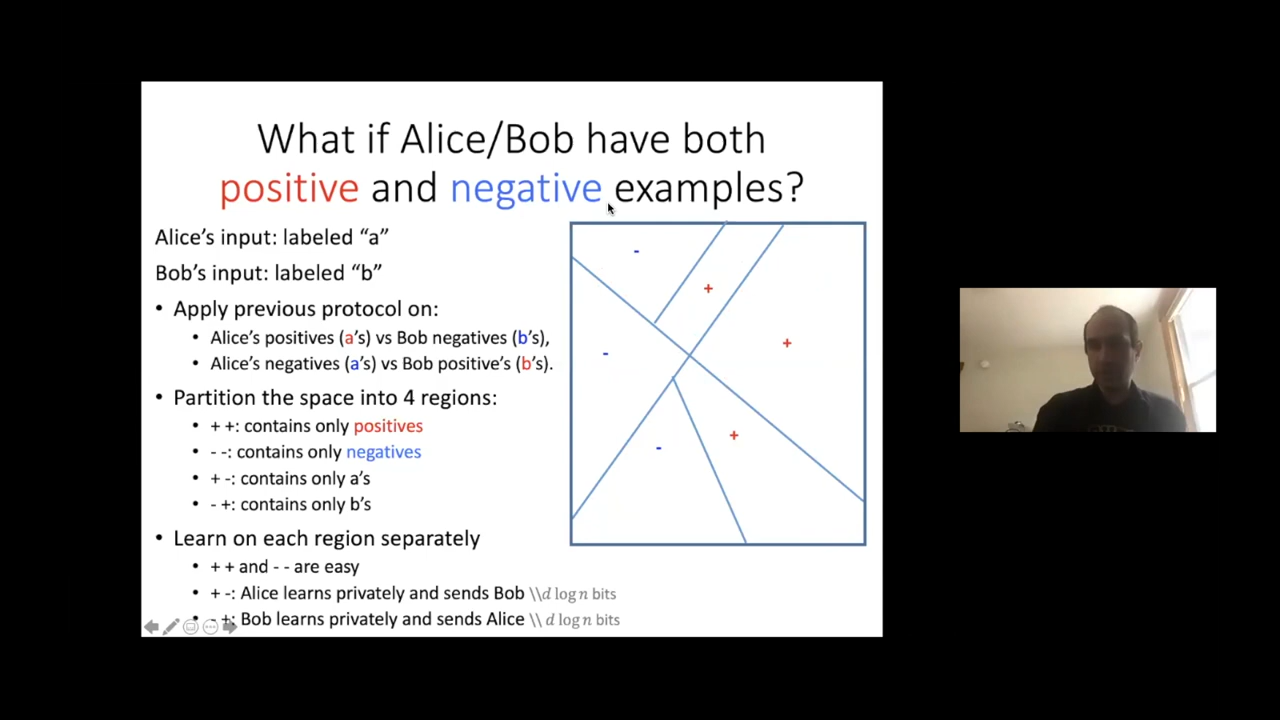 What if Alice/Bob have both
positive and negative examples?
Alice's input: labeled "a"
Bob's input: labeled "b"
• Apply previous protocol on:
• Alice's positives (a's) vs Bob negatives (b's),
• Alice's negatives (a's) vs Bob positive's (b's).
• Partition the space into 4 regions:
• + +: contains only positives
• - -: contains only negatives
• + -: contains only a's
• - +: contains only b's
• Learn on each region separately
• + + and - - are easy
• + -: Alice learns privately and sends Bob \\d log n bits
• - +: Bob learns privately and sends Alice \\ d log n bits
-
+
+
-
+
-